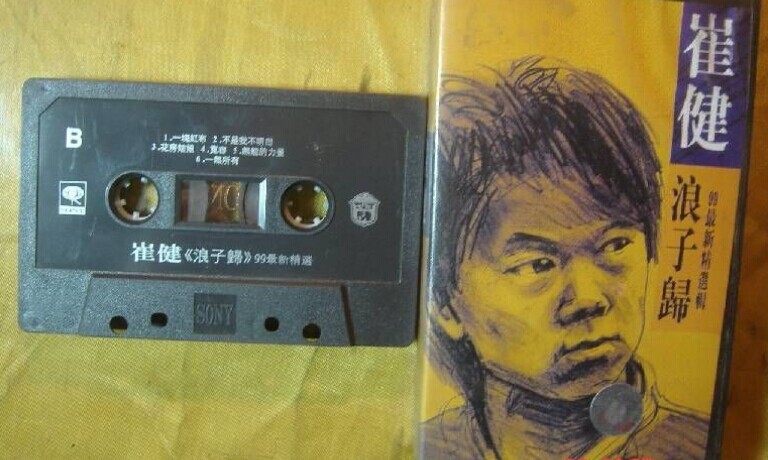 B
1.一塊紅布 2.不是我不明白
3.花房姑娘 4.寬容 5.無能的力量
6.一無所有
崔健《浪子歸》99最新精選
SONY
崔健
浪子歸
99最新精選輯